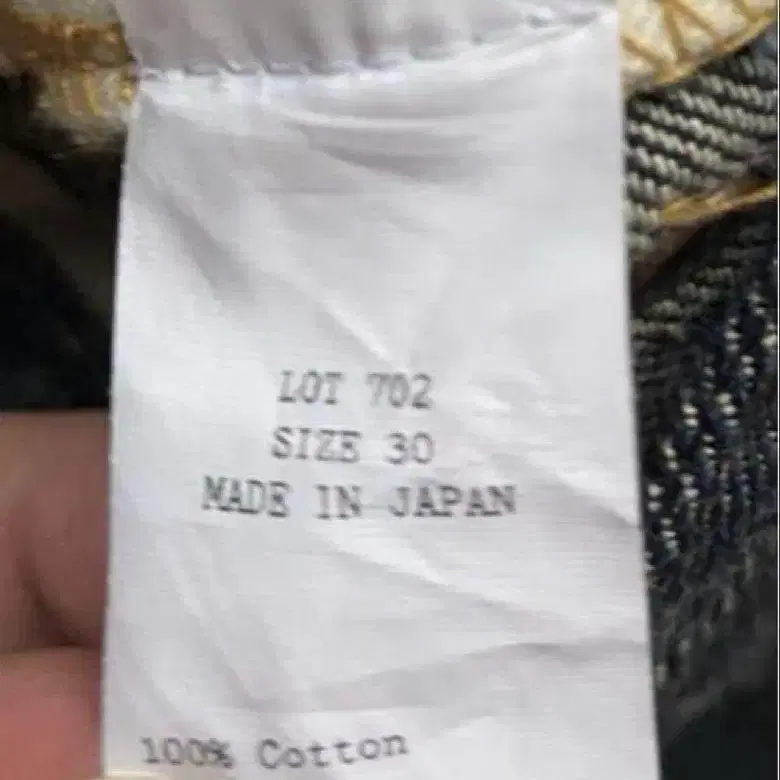 LOT 702
SIZE 30
MADE IN JAPAN
100% Cotton